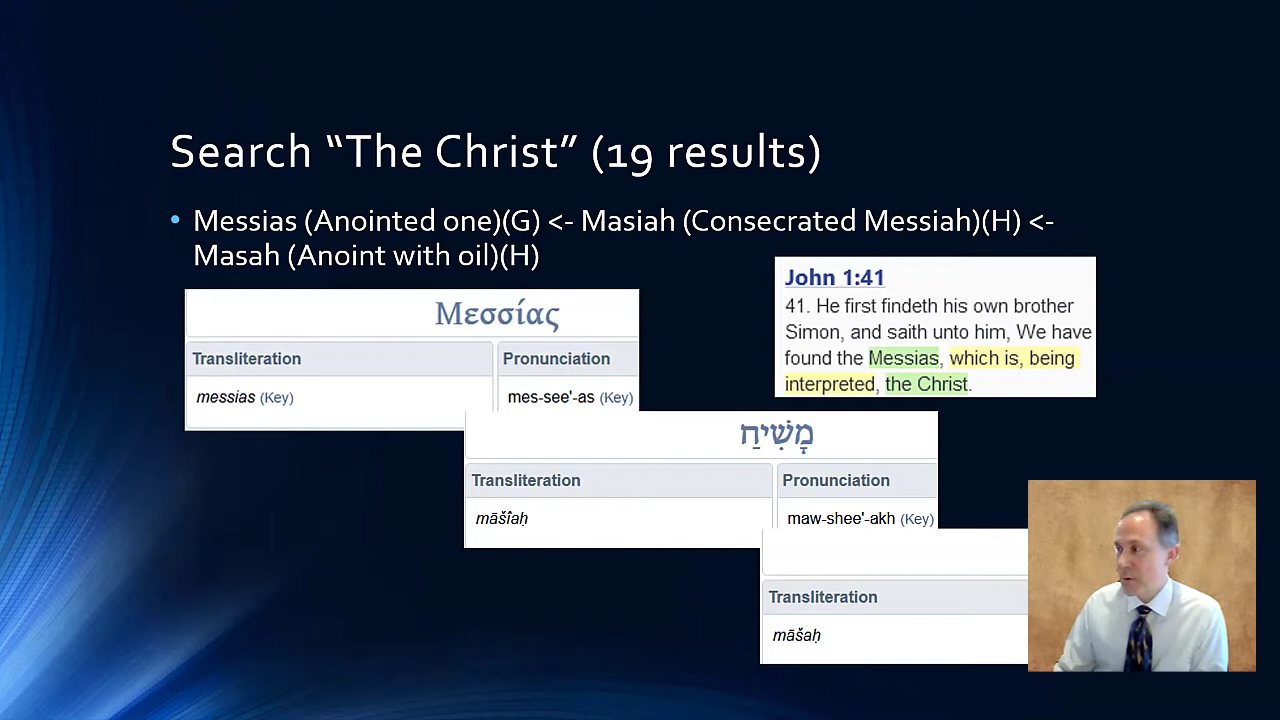 Search “The Christ” (19 results)
• Messias (Anointed one)(G) <- Masiah (Consecrated Messiah)(H) <-
Masah (Anoint with oil)(H)
John 1:41
41. He first findeth his own brother
Simon, and saith unto him, We have
found the Messias, which is, being
interpreted, the Christ.
Μεσσίας
Transliteration
Pronunciation
messias (Key)
mes-see'-as (Key)
מָשִׁיחַ
Transliteration
Pronunciation
māšîaḥ
maw-shee'-akh (Key)
Transliteration
māšaḥ